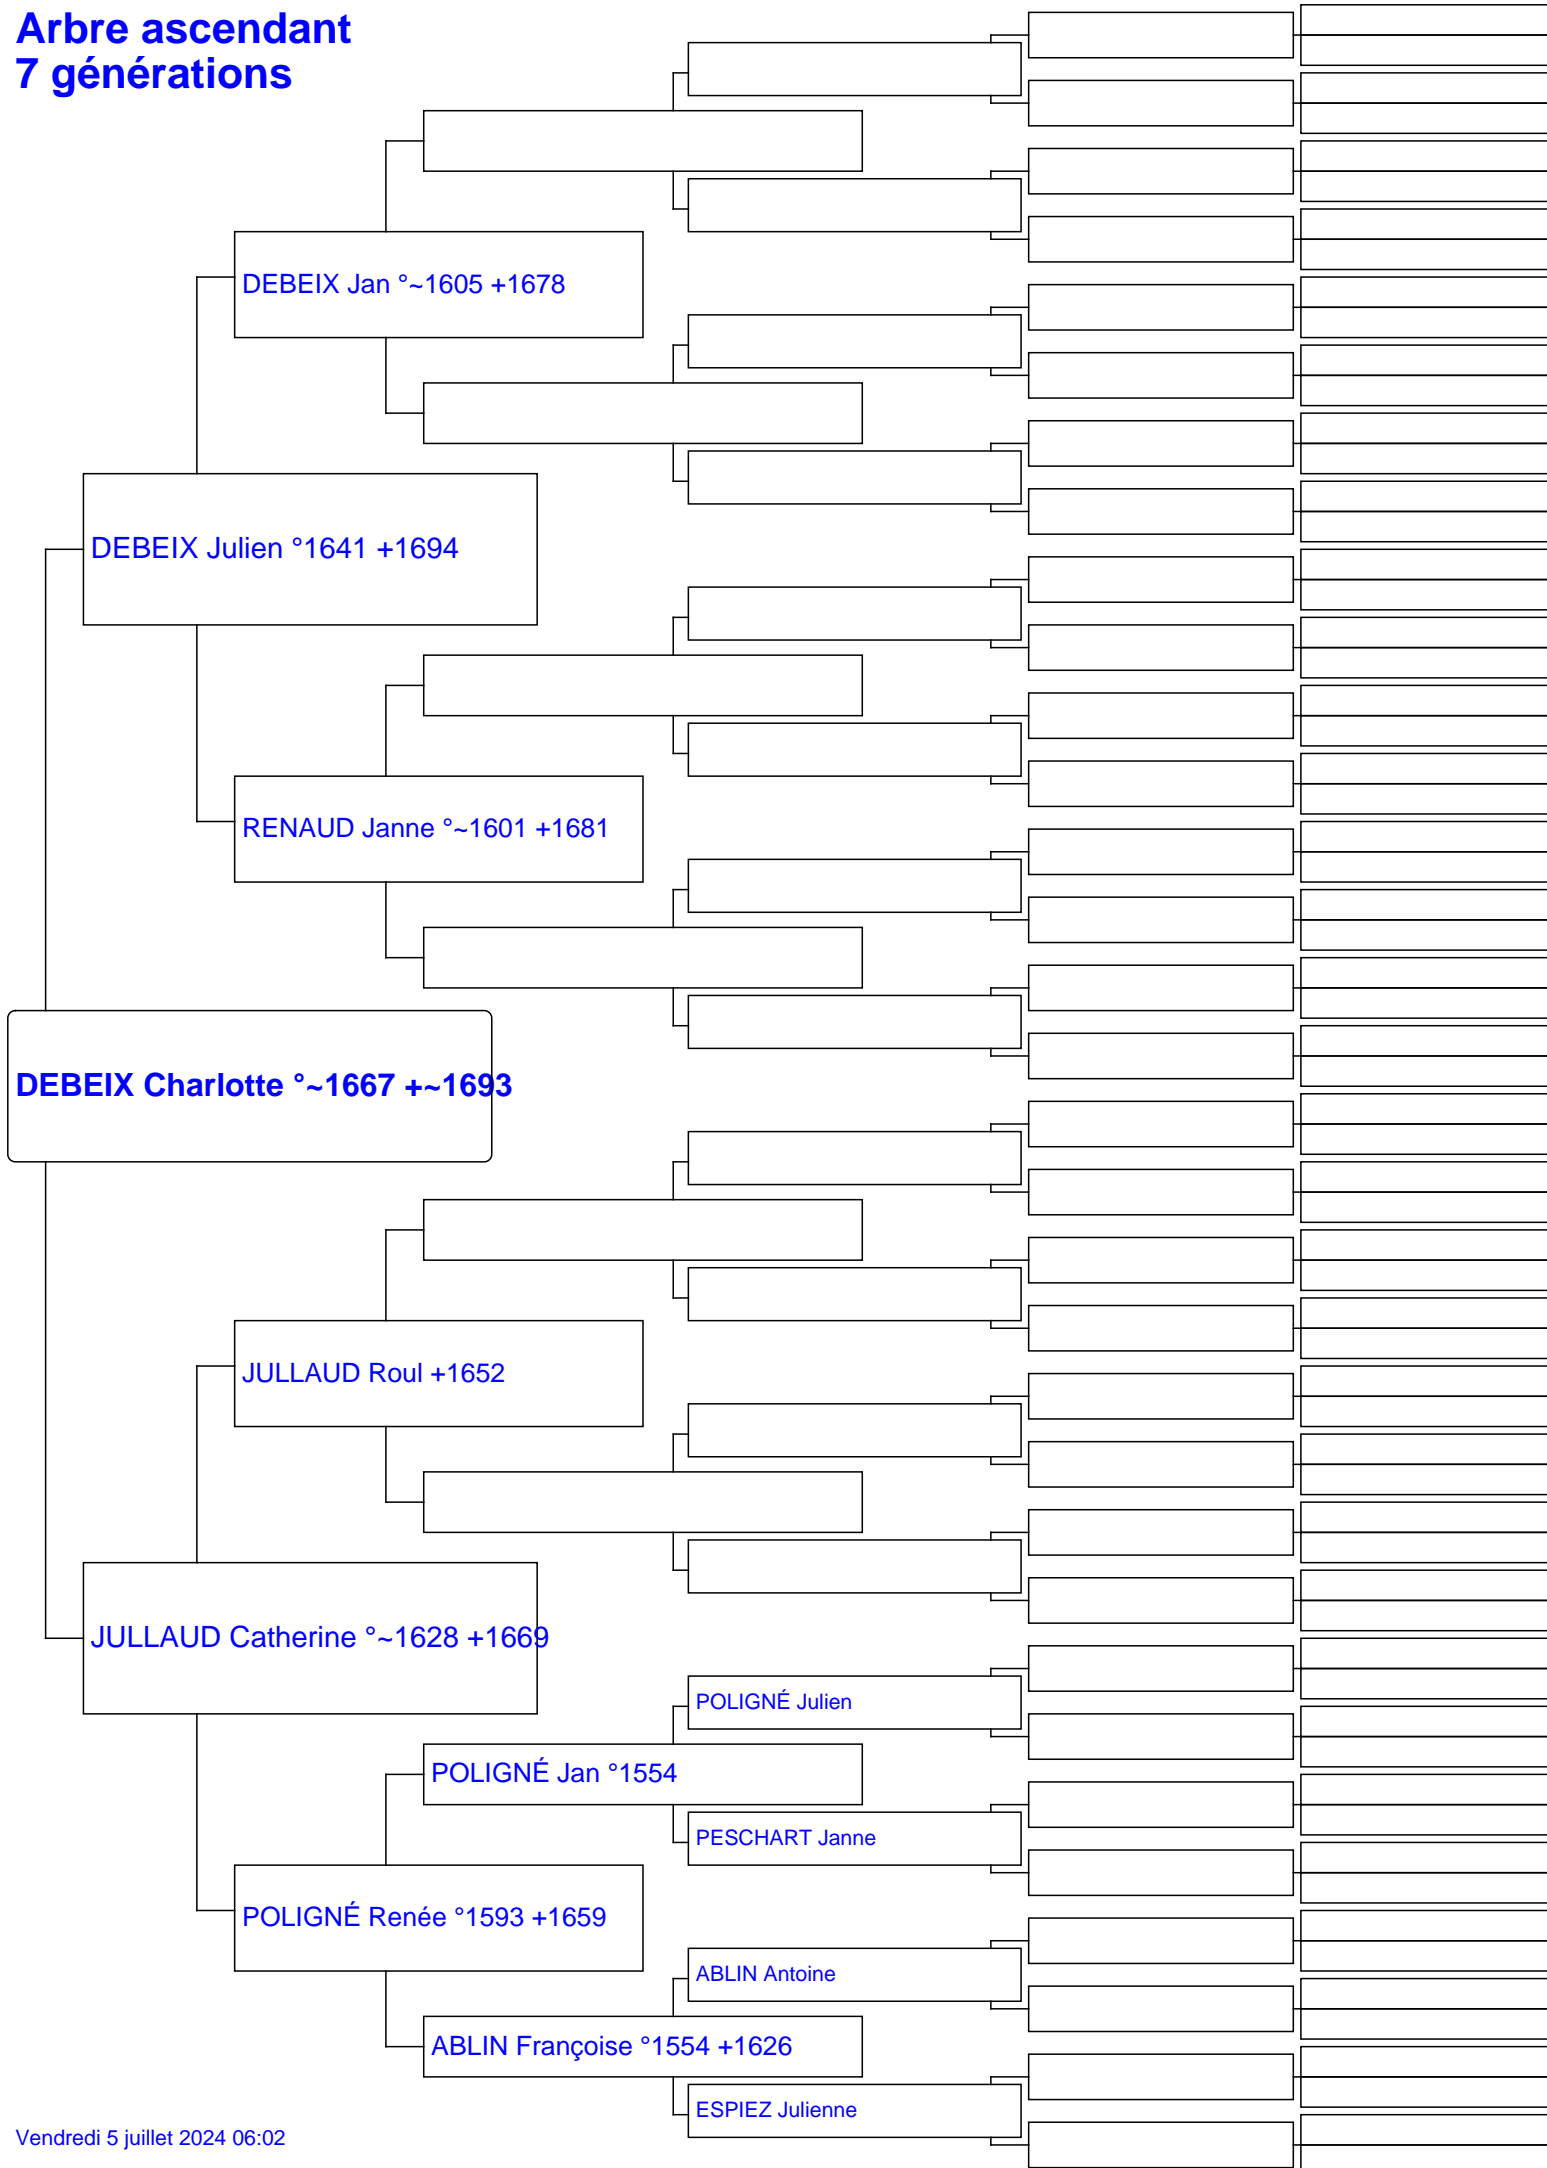 Arbre ascendant
7 générations
DEBEIX Jan °~1605 +1678
DEBEIX Julien °1641 +1694
RENAUD Janne °~1601 +1681
DEBEIX Charlotte °~1667 +~1693
JULLAUD Roul +1652
JULLAUD Catherine °~1628 +1669
POLIGNÉ Julien
POLIGNÉ Jan °1554
PESCHART Janne
POLIGNÉ Renée °1593 +1659
ABLIN Antoine
ABLIN Françoise °1554 +1626
ESPIEZ Julienne
Vendredi 5 juillet 2024 06:02